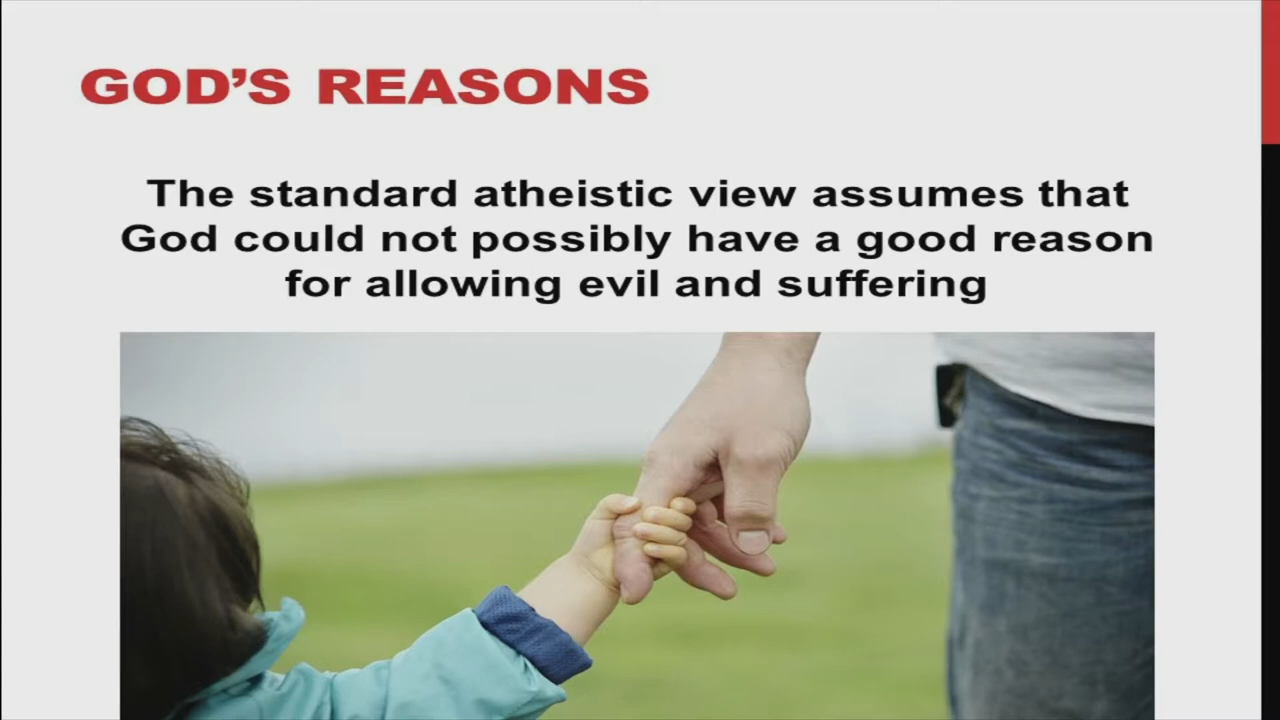 GOD’S REASONS
The standard atheistic view assumes that
God could not possibly have a good reason
for allowing evil and suffering